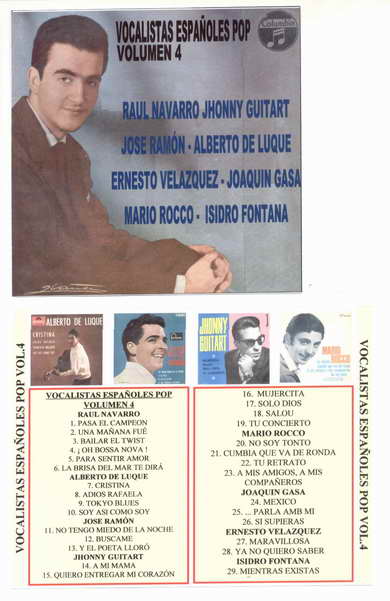 VOCALISTAS ESPAÑOLES POP
VOLUMEN 4
Columbia
RAUL NAVARRO JHONNY GUITART
JOSE RAMÓN - ALBERTO DE LUQUE
ERNESTO VELAZQUEZ - JOAQUIN GASA
MARIO ROCCO - ISIDRO FONTANA
VOCALISTAS ESPAÑOLES POP VOL.4
ALBERTO DE LUQUE
CRISTINA
JHONNY
GUITART
MARIO
ROCCO
VOCALISTAS ESPAÑOLES POP
VOLUMEN 4
RAUL NAVARRO
1. PASA EL CAMPEON
2. UNA MAÑANA FUÉ
3. BAILAR EL TWIST
4. ¡ OH BOSSA NOVA !
5. PARA SENTIR AMOR
6. LA BRISA DEL MAR TE DIRÁ
ALBERTO DE LUQUE
7. CRISTINA
8. ADIOS RAFAELA
9. TOKYO BLUES
10. SOY ASI COMO SOY
JOSE RAMÓN
11. NO TENGO MIEDO DE LA NOCHE
12. BUSCAME
13. Y EL POETA LLORÓ
JHONNY GUITART
14. A MI MAMA
15. QUIERO ENTREGAR MI CORAZÓN
16. MUJERCITA
17. SOLO DIOS
18. SALOU
19. TU CONCIERTO
MARIO ROCCO
20. NO SOY TONTO
21. CUMBIA QUE VA DE RONDA
22. TU RETRATO
23. A MIS AMIGOS, A MIS
COMPAÑEROS
JOAQUIN GASA
24. MEXICO
25. ... PARLA AMB MI
26. SI SUPIERAS
ERNESTO VELAZQUEZ
27. MARAVILLOSA
28. YA NO QUIERO SABER
ISIDRO FONTANA
29. MIENTRAS EXISTAS
VOCALISTAS ESPAÑOLES POP VOL.4